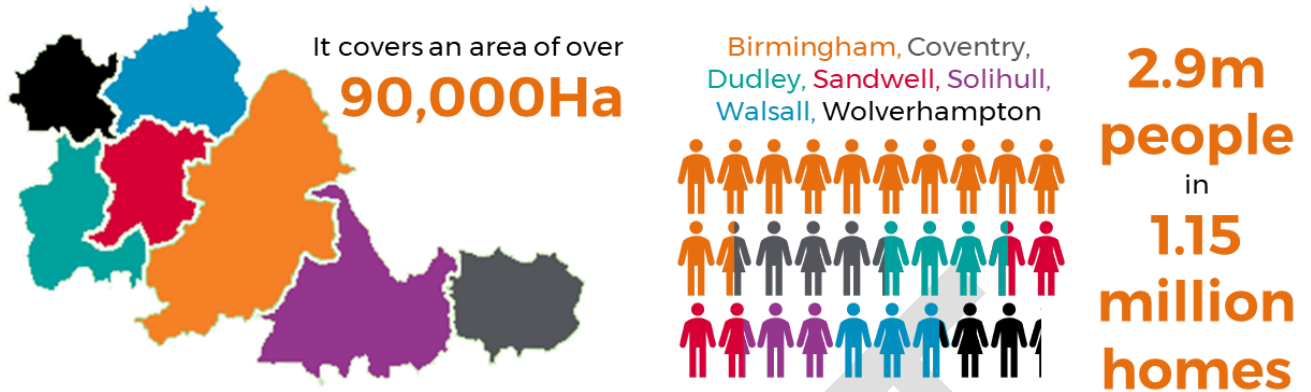 It covers an area of over
90,000Ha
Birmingham, Coventry,
Dudley, Sandwell, Solihull,
Walsall, Wolverhampton
2.9m
people
in
1.15
million
homes